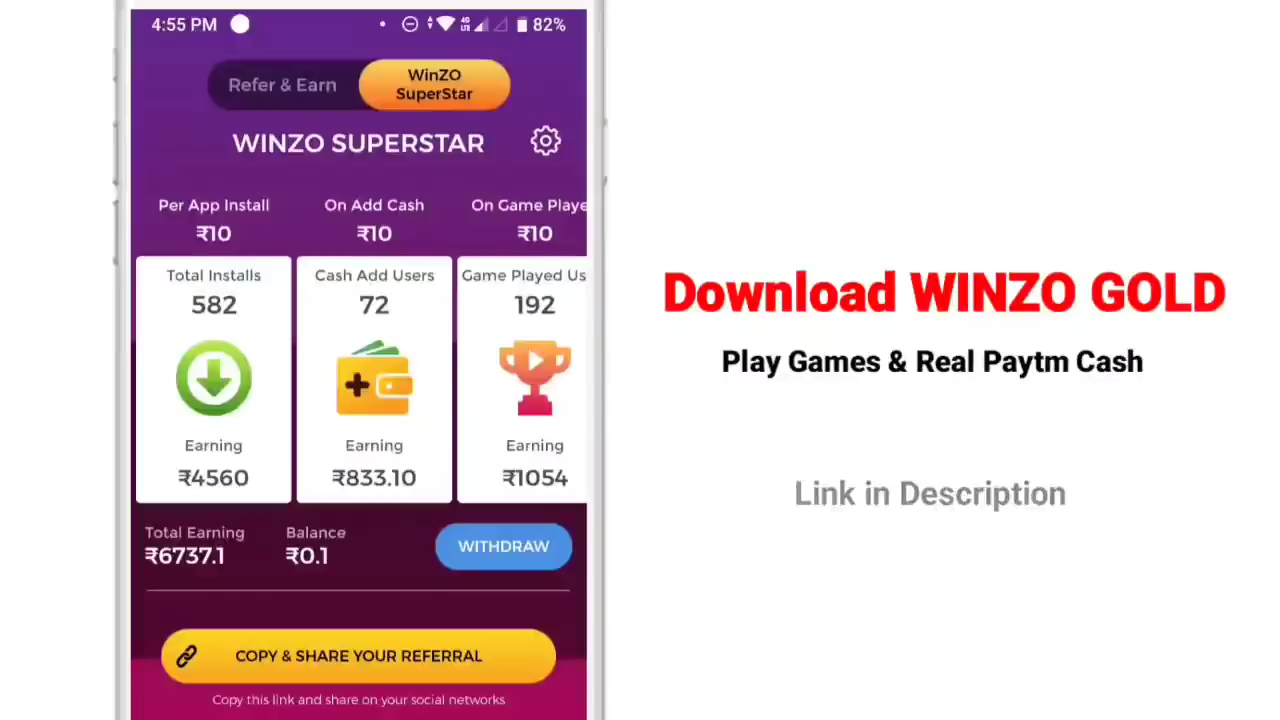 4:55 PM
4G
LTE
82%
Refer & Earn
WinZO
SuperStar
WINZO SUPERSTAR
Per App Install
On Add Cash
On Game Playe
₹10
₹10
₹10
Total Installs
Cash Add Users
Game Played Us
582
72
192
Earning
Earning
Earning
₹4560
₹833.10
₹1054
Total Earning
Balance
₹6737.1
₹0.1
WITHDRAW
COPY & SHARE YOUR REFERRAL
Copy this link and share on your social networks
Download WINZO GOLD
Play Games & Real Paytm Cash
Link in Description